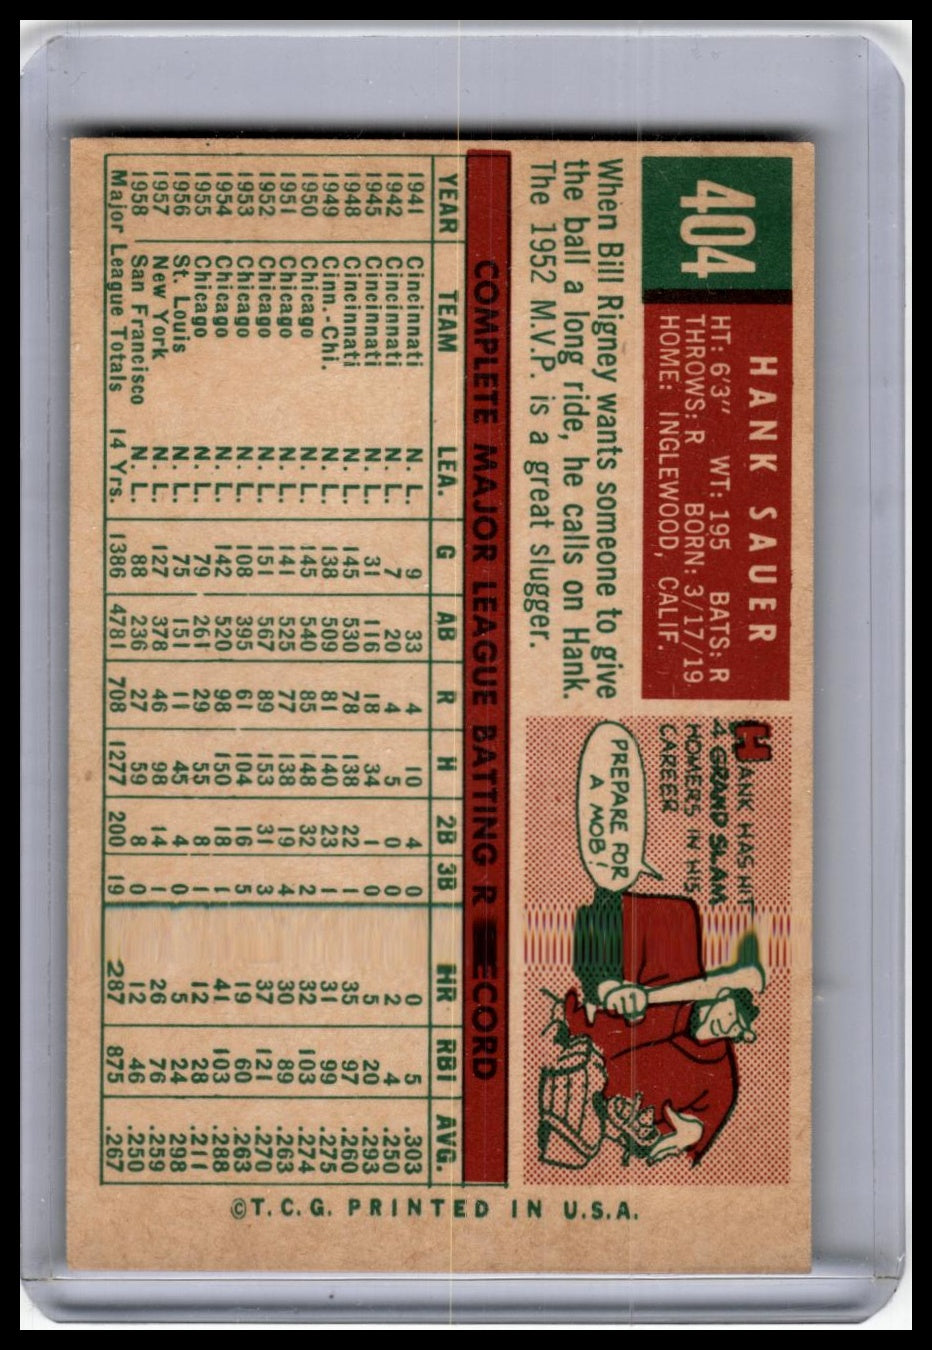 404
HANK SAUER
HT: 6'3" WT: 195 BATS: R
THROWS: R BORN: 3/17/19
HOME: INGLEWOOD, CALIF.
When Bill Rigney wants someone to give
the ball a long ride, he calls on Hank.
The 1952 M.V.P. is a great slugger.
HANK HAS HIT
4 GRAND SLAM
HOMERS IN HIS
CAREER
PREPARE FOR
A MOB!
COMPLETE MAJOR LEAGUE BATTING R ECORD
YEAR TEAM LEA. G AB R H 2B 3B HR RBI AVG.
1941 Cincinnati N. L. 9 33 4 10 4 0 0 5 .303
1942 Cincinnati N. L. 7 20 4 5 0 0 2 4 .250
1945 Cincinnati N. L. 31 116 18 34 1 0 5 20 .293
1948 Cincinnati N. L. 145 530 78 138 22 1 35 97 .260
1949 Cinn.-Chi. N. L. 138 509 81 140 23 1 31 99 .275
1950 Chicago N. L. 145 540 85 148 32 2 32 103 .274
1951 Chicago N. L. 141 525 77 138 19 4 30 89 .263
1952 Chicago N. L. 151 567 89 153 31 3 37 121 .270
1953 Chicago N. L. 108 395 61 104 16 5 19 60 .263
1954 Chicago N. L. 142 520 98 150 18 1 41 103 .288
1955 Chicago N. L. 79 261 29 55 8 1 12 28 .211
1956 St. Louis N. L. 75 151 11 45 4 0 5 24 .298
1957 New York N. L. 127 378 46 98 14 1 26 76 .259
1958 San Francisco N. L. 88 236 27 59 8 0 12 46 .250
Major League Totals 14 Yrs. 1386 4781 708 1277 200 19 287 875 .267
©T.C.G. PRINTED IN U.S.A.